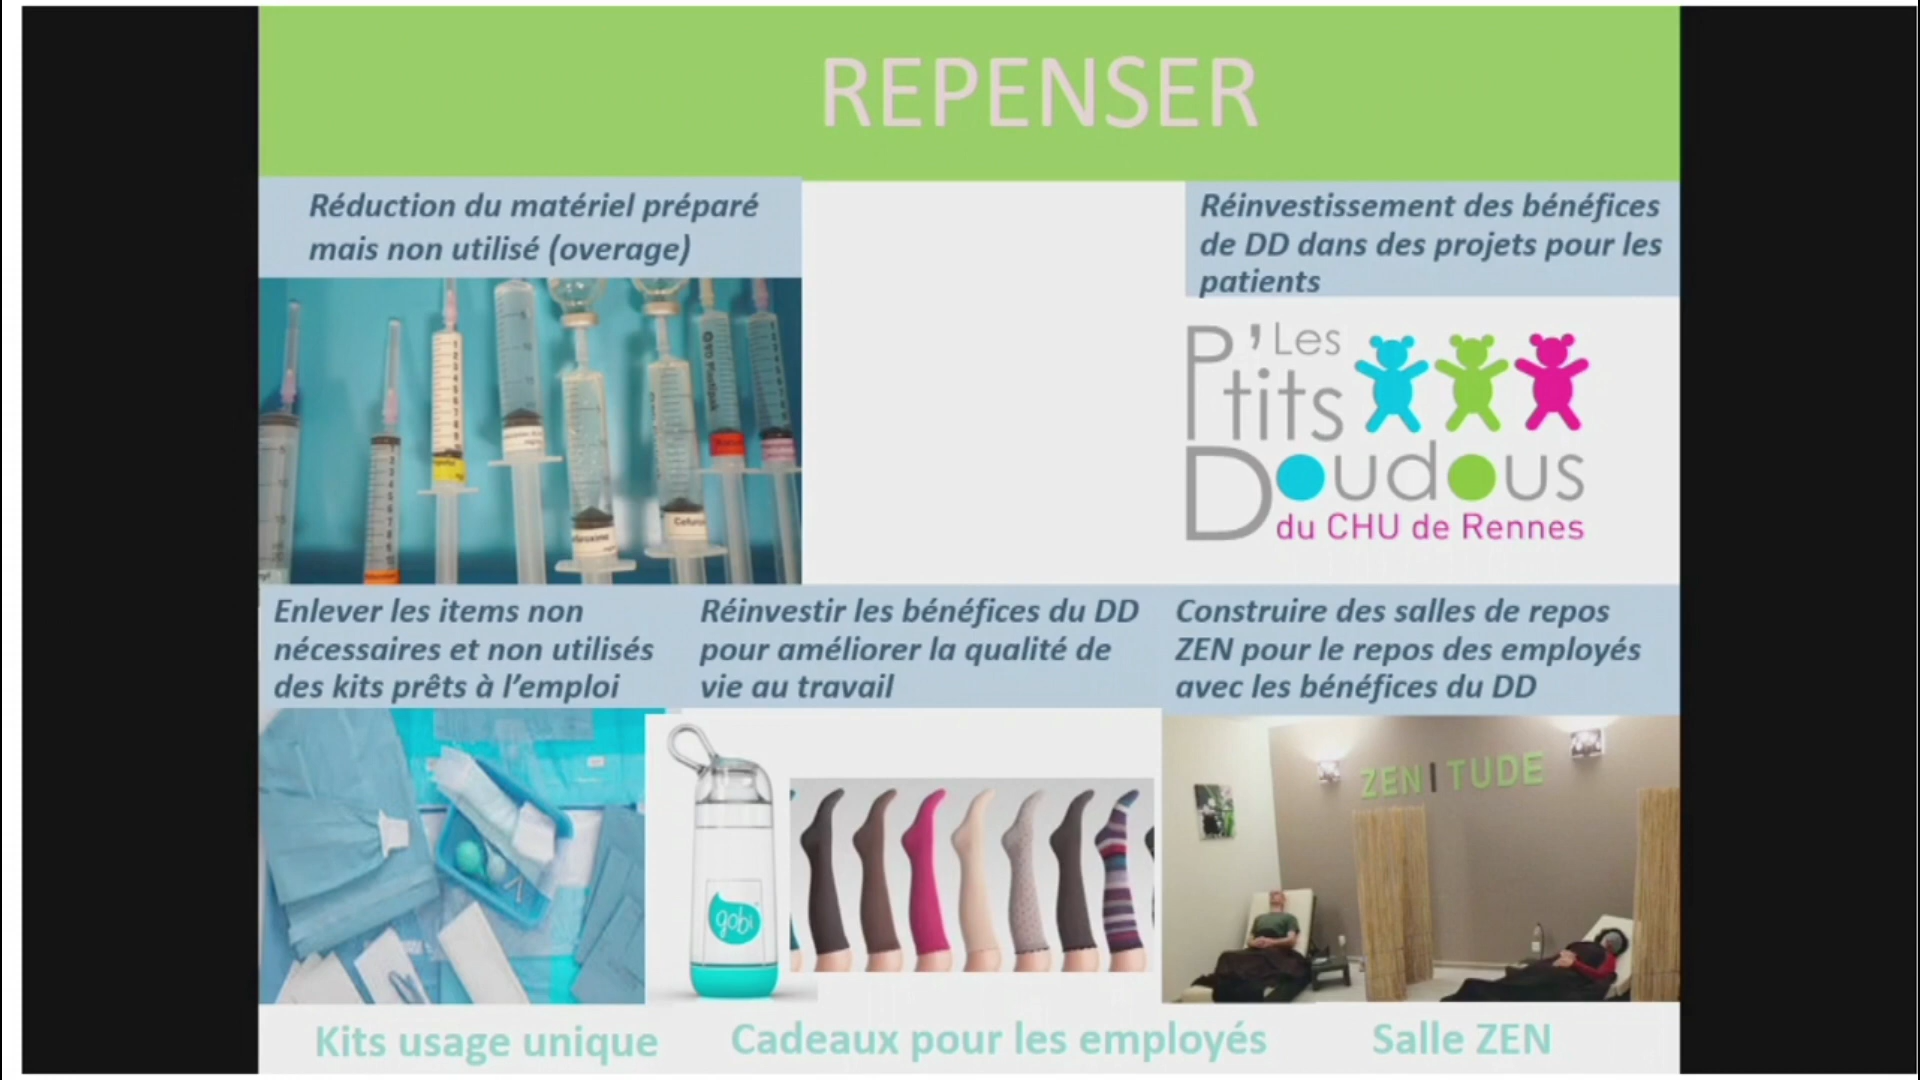 REPENSER
Réduction du matériel préparé
mais non utilisé (overage)
Réinvestissement des bénéfices
de DD dans des projets pour les
patients
Les
P'tits
Doudous
du CHU de Rennes
Enlever les items non
nécessaires et non utilisés
des kits prêts à l'emploi
Réinvestir les bénéfices du DD
pour améliorer la qualité de
vie au travail
Construire des salles de repos
ZEN pour le repos des employés
avec les bénéfices du DD
gobi
ZEN|TUDE
Kits usage unique
Cadeaux pour les employés
Salle ZEN